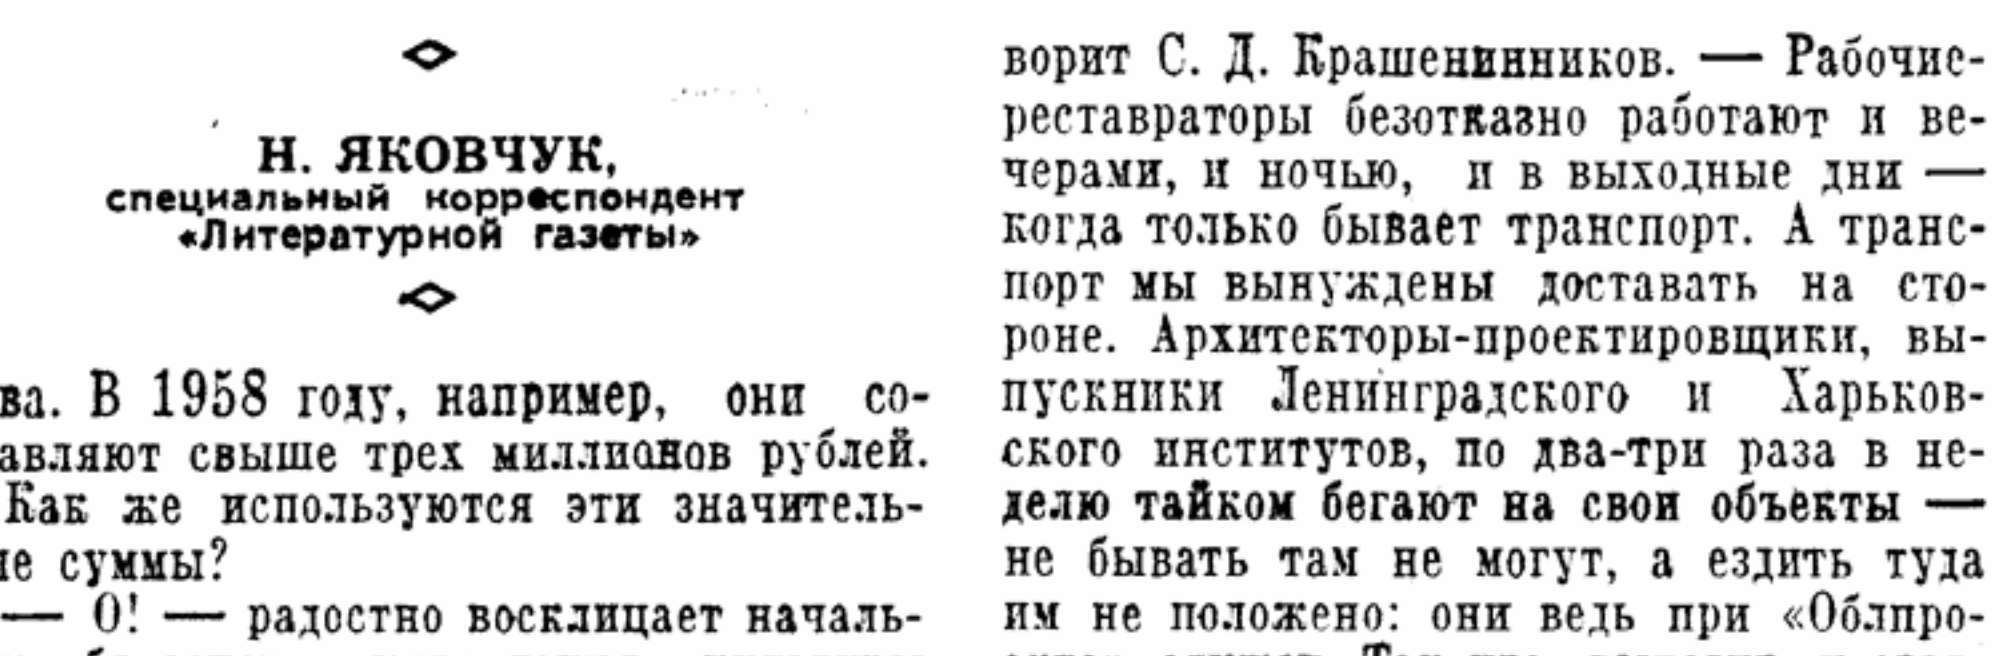 Н. ЯКОВЧУК,
специальный корреспондент
«Литературной газеты»
ва. В 1958 году, например, они со-
авляют свыше трех миллионов рублей.
Как же используются эти значитель-
ые суммы?
— О! — радостно восклицает началь-
ворит С. Д. Крашенинников. — Рабочие-
реставраторы безотказно работают и ве-
черами, и ночью, и в выходные дни —
когда только бывает транспорт. А транс-
порт мы вынуждены доставать на сто-
роне. Архитекторы-проектировщики, вы-
пускники Ленинградского и Харьков-
ского институтов, по два-три раза в не-
делю тайком бегают на свои объекты —
не бывать там не могут, а ездить туда
им не положено: они ведь при «Облпро-